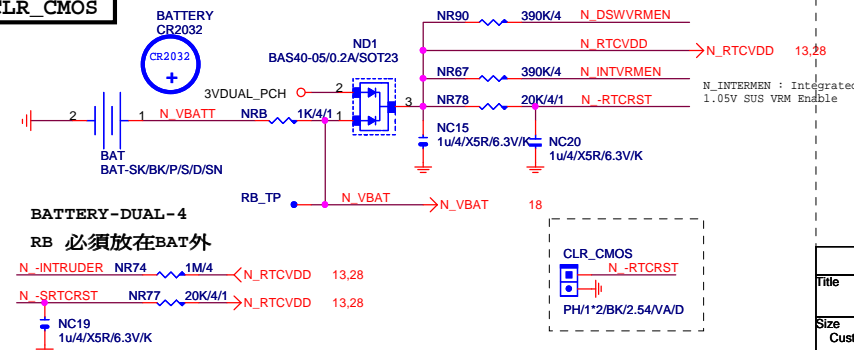 CLR_CMOS
BATTERY
CR2032
CR2032
+
2
1
N_VBATT
BAT
BAT-SK/BK/P/S/D/SN
NRB
1K/4/1
3VDUAL_PCH
ND1
BAS40-05/0.2A/SOT23
2
1
3
NR90
390K/4
N_DSWVRMEN
N_RTCVDD
N_RTCVDD
13,28
NR67
390K/4
N_INTVRMEN
N_INTERMEN : Integrated
1.05V SUS VRM Enable
NR78
20K/4/1
N_-RTCRST
NC15
1u/4/X5R/6.3V/K
NC20
1u/4/X5R/6.3V/K
RB_TP
N_VBAT
N_VBAT
18
BATTERY-DUAL-4
RB 必須放在BAT外
N_-INTRUDER
NR74
1M/4
N_RTCVDD
13,28
N_-SRTCRST
NR77
20K/4/1
N_RTCVDD
13,28
NC19
1u/4/X5R/6.3V/K
CLR_CMOS
N_-RTCRST
PH/1*2/BK/2.54/VA/D
Title
Size
Cust